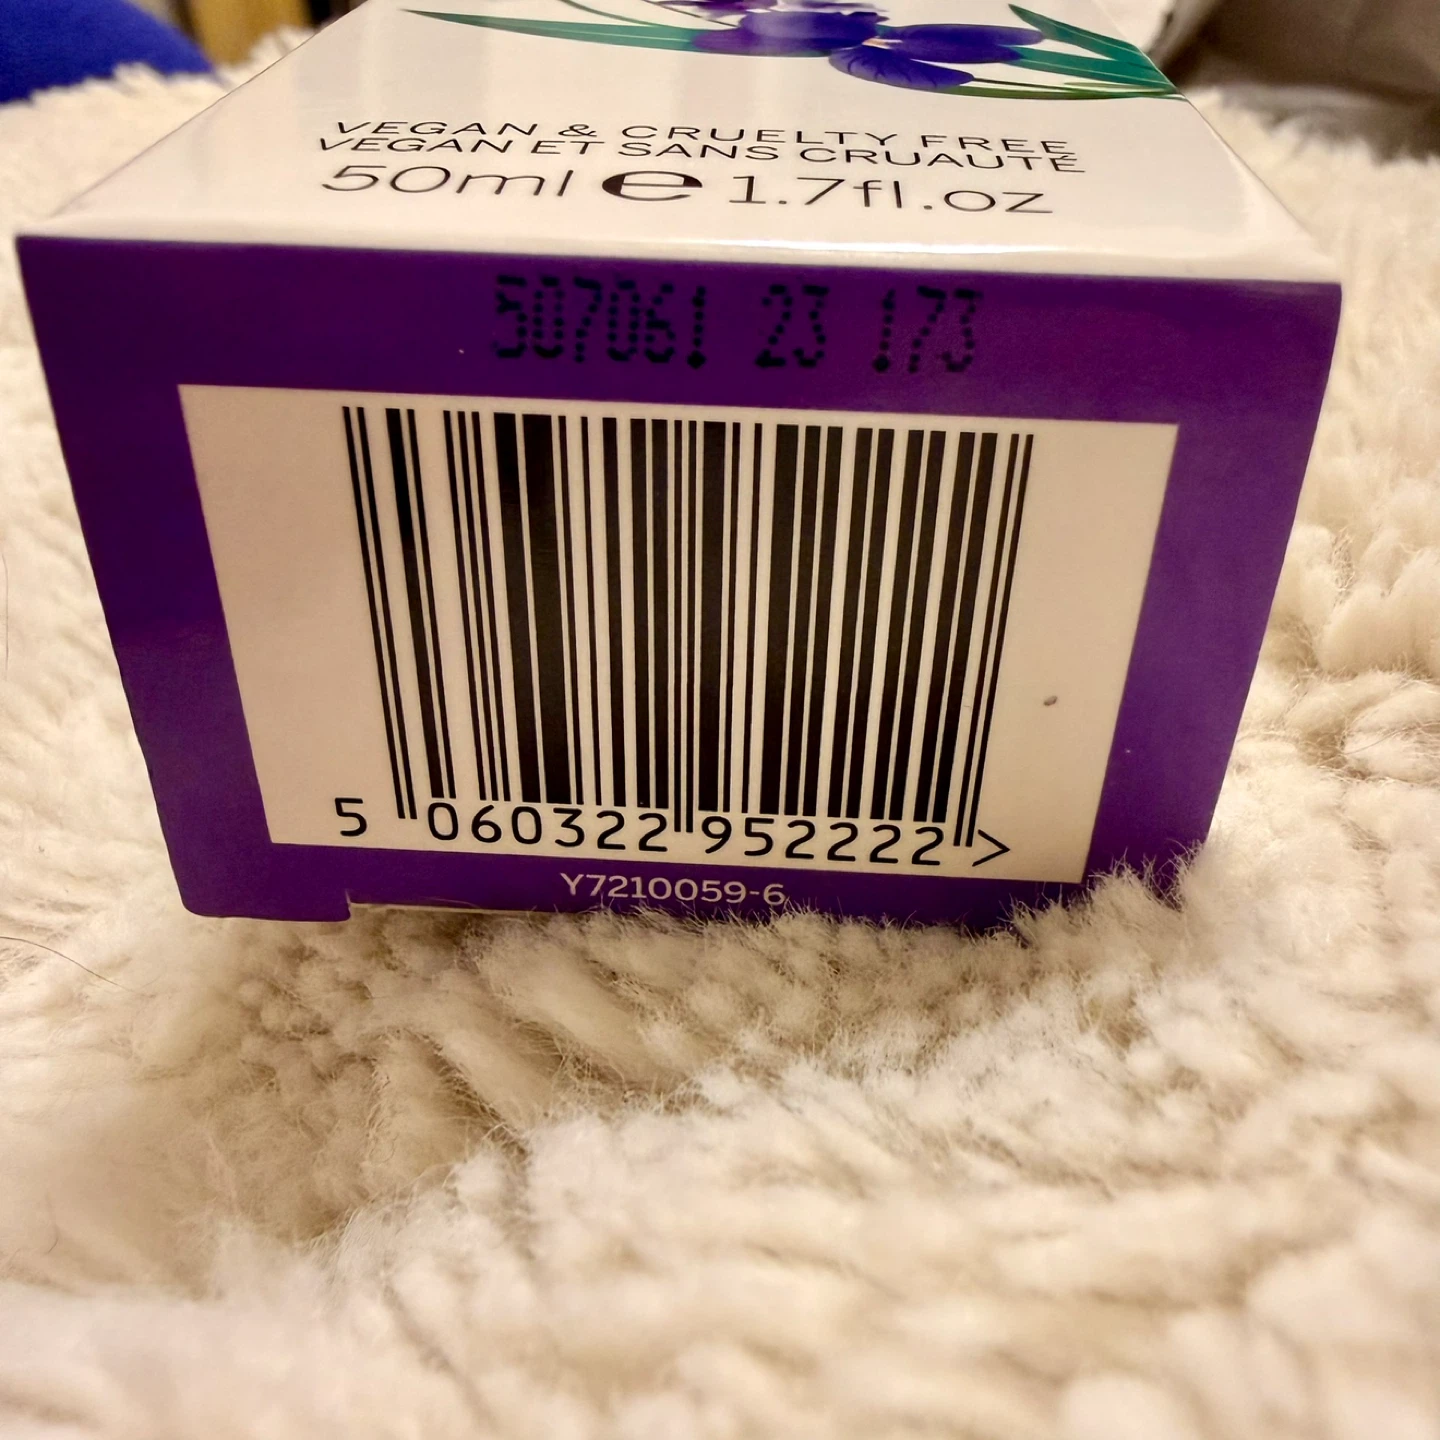 VEGAN & CRUELTY FREE
VEGAN ET SANS CRUAUTÉ
50ml e 1.7fl.oz
507061 23 173
5 060322 952222 >
Y7210059-6